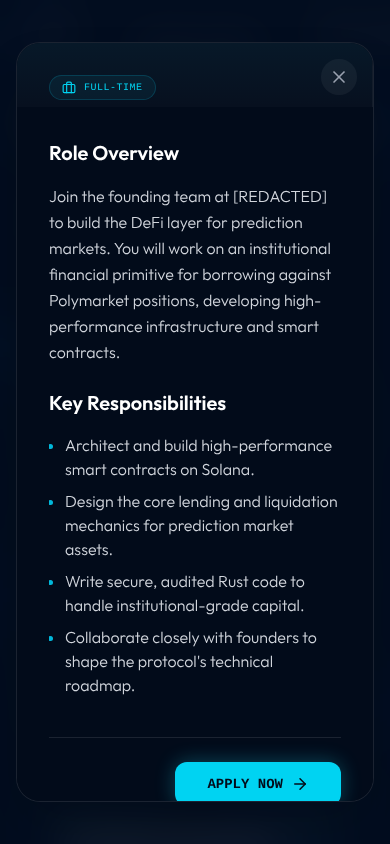 FULL-TIME
Role Overview
Join the founding team at [REDACTED]
to build the DeFi layer for prediction
markets. You will work on an institutional
financial primitive for borrowing against
Polymarket positions, developing high-
performance infrastructure and smart
contracts.
Key Responsibilities
Architect and build high-performance
smart contracts on Solana.
Design the core lending and liquidation
mechanics for prediction market
assets.
Write secure, audited Rust code to
handle institutional-grade capital.
Collaborate closely with founders to
shape the protocol's technical
roadmap.
APPLY NOW →